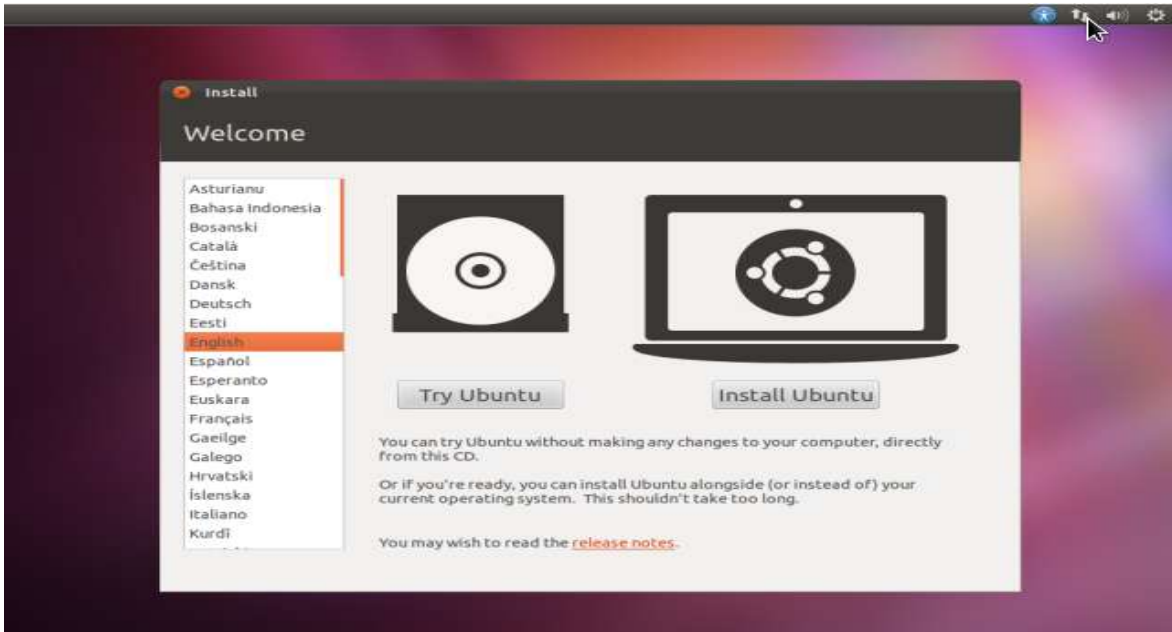 Install
Welcome
Asturianu
Bahasa Indonesia
Bosanski
Català
Čeština
Dansk
Deutsch
Eesti
English
Español
Esperanto
Euskara
Français
Gaeilge
Galego
Hrvatski
Íslenska
Italiano
Kurdî
Try Ubuntu
Install Ubuntu
You can try Ubuntu without making any changes to your computer, directly
from this CD.
Or if you're ready, you can install Ubuntu alongside (or instead of) your
current operating system. This shouldn't take too long.
You may wish to read the release notes.